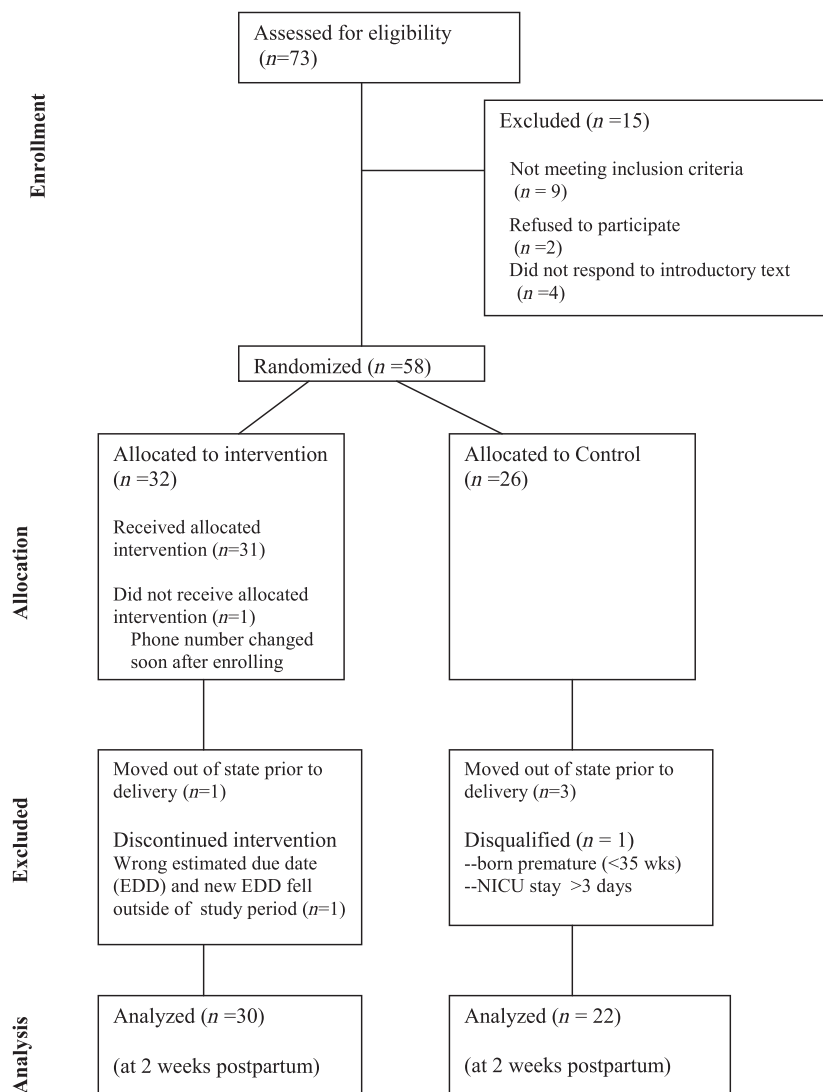 Assessed for eligibility
(n=73)
Enrollment
Excluded (n =15)
Not meeting inclusion criteria
(n = 9)
Refused to participate
(n=2)
Did not respond to introductory text
(n=4)
Randomized (n =58)
Allocation
Allocated to intervention
(n =32)
Received allocated
intervention (n=31)
Did not receive allocated
intervention (n=1)
Phone number changed
soon after enrolling
Allocated to Control
(n =26)
Excluded
Moved out of state prior to
delivery (n=1)
Discontinued intervention
Wrong estimated due date
(EDD) and new EDD fell
outside of study period (n=1)
Moved out of state prior to
delivery (n=3)
Disqualified (n = 1)
--born premature (<35 wks)
--NICU stay >3 days
Analysis
Analyzed (n =30)
(at 2 weeks postpartum)
Analyzed (n = 22)
(at 2 weeks postpartum)